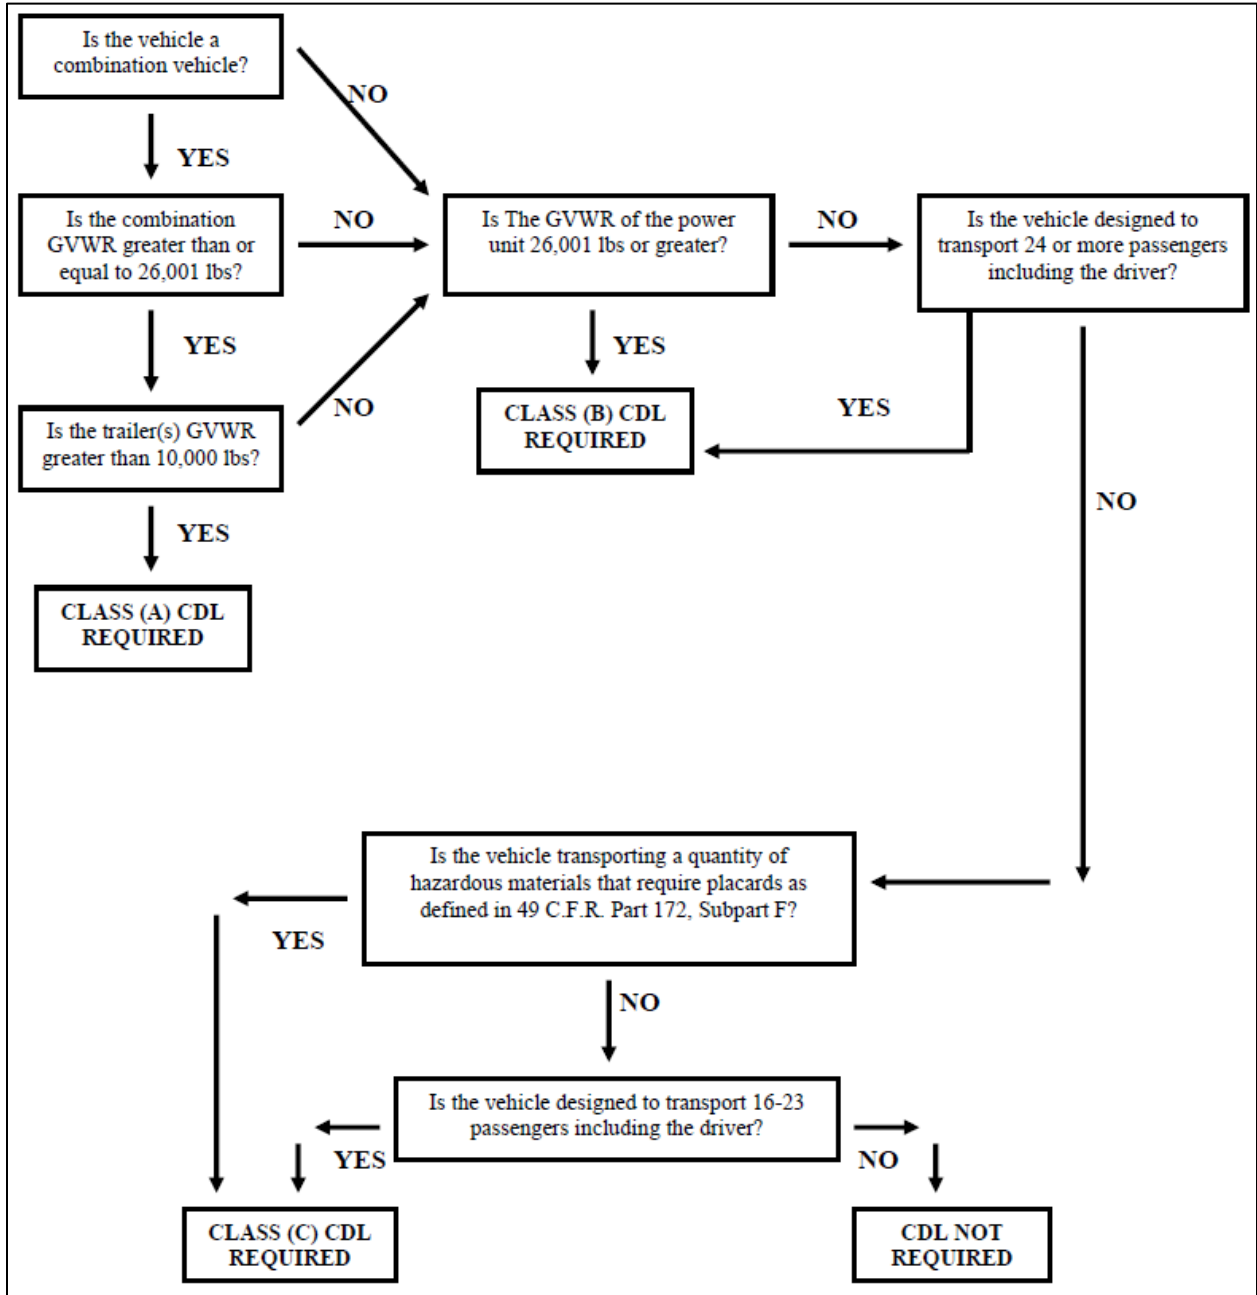 Is the vehicle a
combination vehicle?
NO
YES
Is the combination
GVWR greater than or
equal to 26,001 lbs?
NO
Is The GVWR of the power
unit 26,001 lbs or greater?
NO
Is the vehicle designed to
transport 24 or more passengers
including the driver?
YES
YES
Is the trailer(s) GVWR
greater than 10,000 lbs?
NO
CLASS (B) CDL
REQUIRED
YES
NO
YES
CLASS (A) CDL
REQUIRED
Is the vehicle transporting a quantity of
hazardous materials that require placards as
defined in 49 C.F.R. Part 172, Subpart F?
YES
NO
Is the vehicle designed to transport 16-23
passengers including the driver?
YES
NO
CLASS (C) CDL
REQUIRED
CDL NOT
REQUIRED